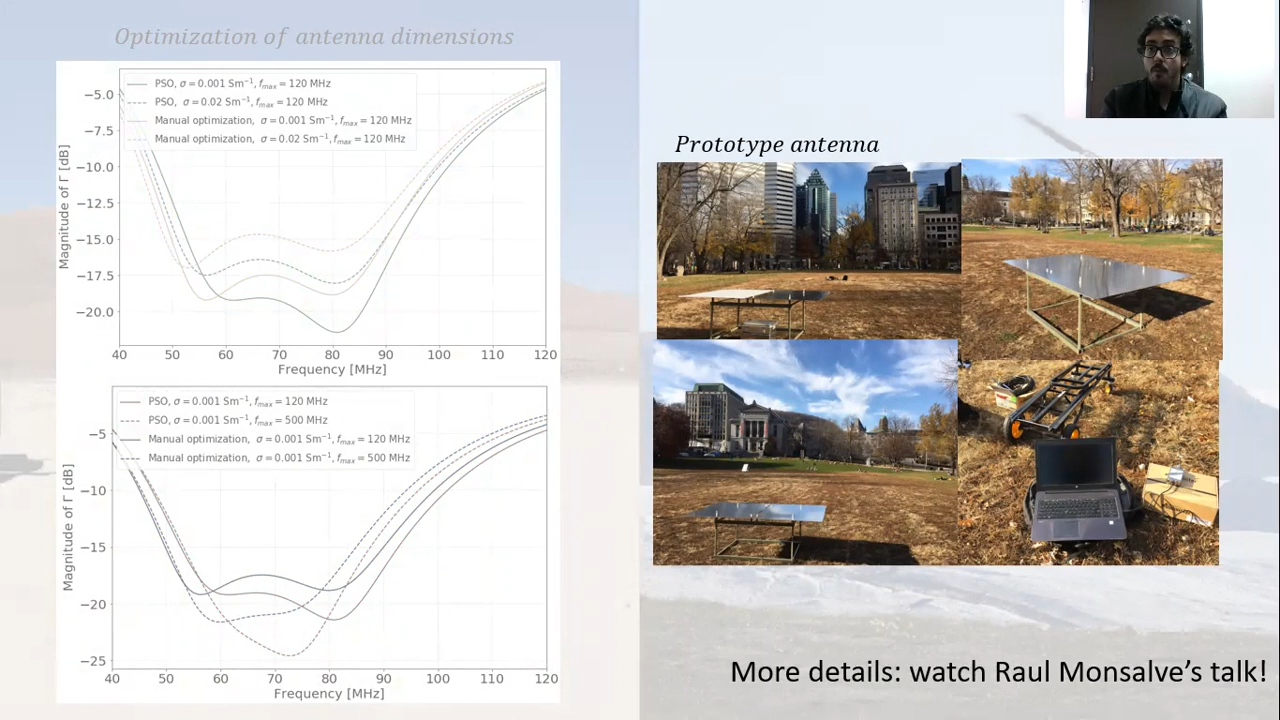 Optimization of antenna dimensions
PSO, σ = 0.001 Sm⁻¹, f_max = 120 MHz
PSO, σ = 0.02 Sm⁻¹, f_max = 120 MHz
Manual optimization, σ = 0.001 Sm⁻¹, f_max = 120 MHz
Manual optimization, σ = 0.02 Sm⁻¹, f_max = 120 MHz
−5.0
−7.5
−10.0
−12.5
−15.0
−17.5
−20.0
Magnitude of Γ [dB]
40 50 60 70 80 90 100 110 120
Frequency [MHz]
PSO, σ = 0.001 Sm⁻¹, f_max = 120 MHz
PSO, σ = 0.001 Sm⁻¹, f_max = 500 MHz
Manual optimization, σ = 0.001 Sm⁻¹, f_max = 120 MHz
Manual optimization, σ = 0.001 Sm⁻¹, f_max = 500 MHz
−5
−10
−15
−20
−25
Magnitude of Γ [dB]
40 50 60 70 80 90 100 110 120
Frequency [MHz]
Prototype antenna
More details: watch Raul Monsalve’s talk!